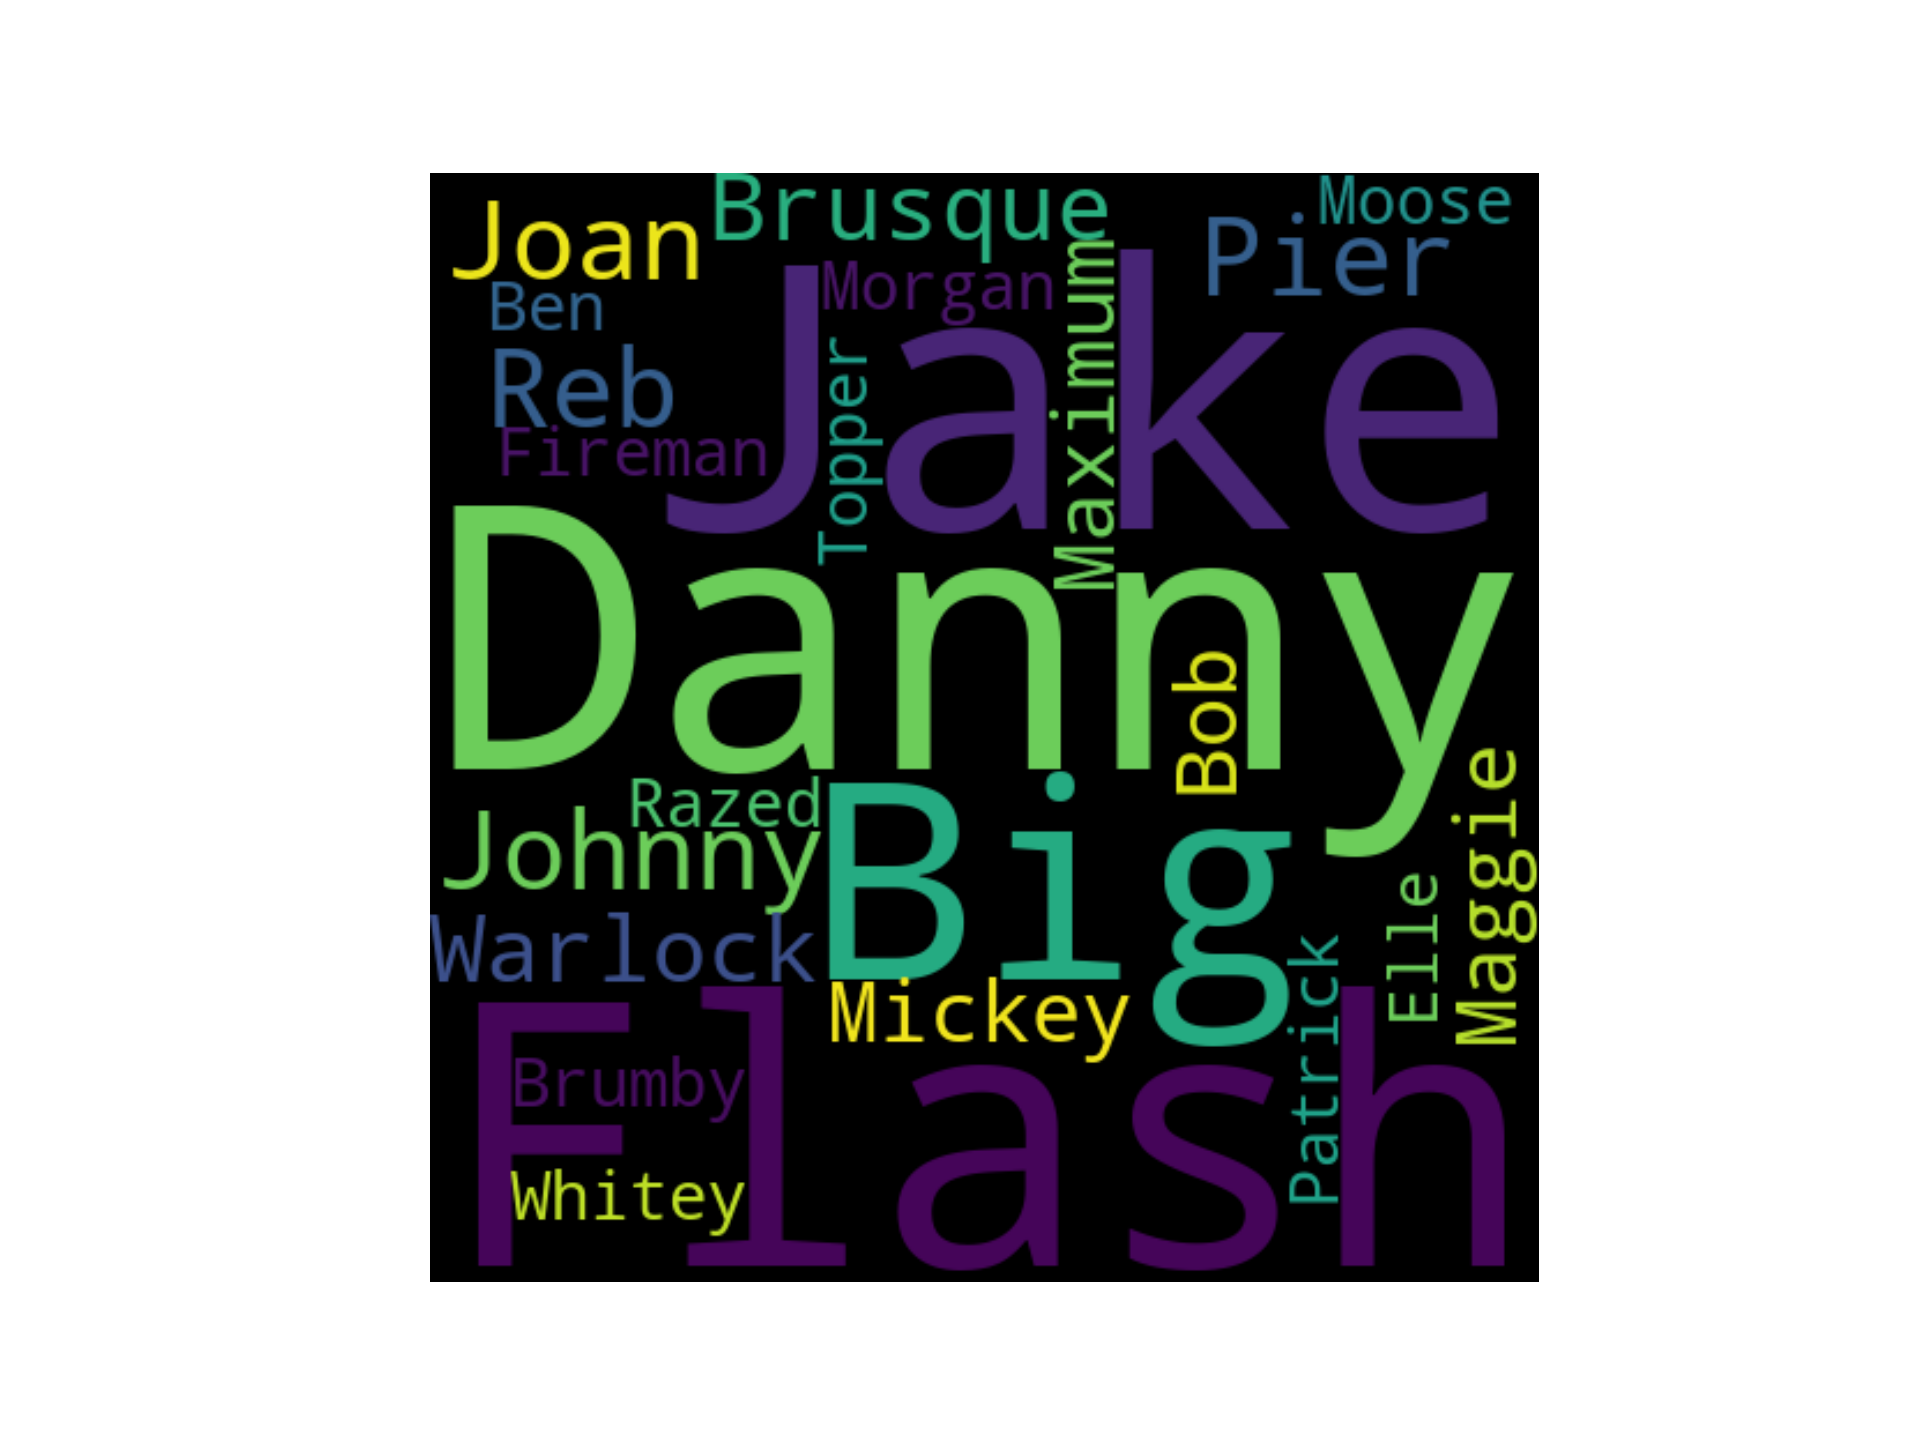 Brusque
Moose
Joan
Pier
Morgan
Ben
Maximum
Jake
Reb
Topper
Fireman
Danny
Bob
Razed
Big
Maggie
Johnny
Elle
Warlock
Patrick
Mickey
Flash
Brumby
Whitey